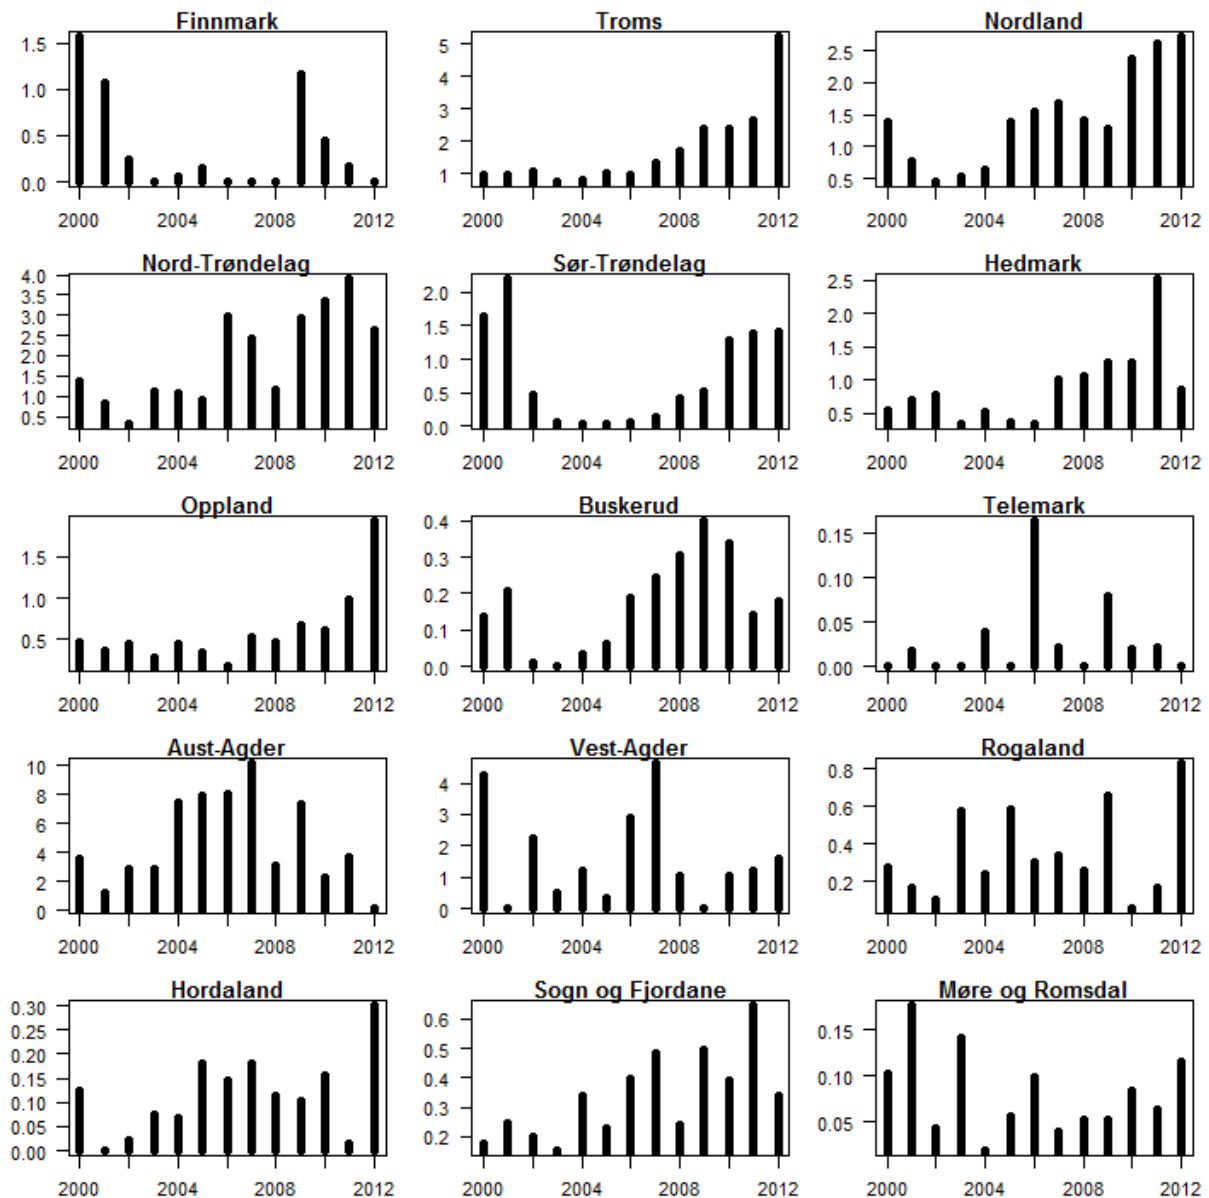 Finnmark Troms Nordland
1.5 5 2.5
4 2.0
1.0 3 1.5
0.5 2 1.0
0.0 1 0.5
2000 2004 2008 2012 2000 2004 2008 2012 2000 2004 2008 2012
Nord-Trøndelag Sør-Trøndelag Hedmark
4.0 2.0 2.5
3.5 2.0
3.0 1.5
2.5 1.0 1.5
2.0
1.5 0.5 1.0
1.0
0.5 0.0 0.5
2000 2004 2008 2012 2000 2004 2008 2012 2000 2004 2008 2012
Oppland Buskerud Telemark
1.5 0.4 0.15
0.3
1.0 0.2 0.10
0.1 0.05
0.5 0.0 0.00
2000 2004 2008 2012 2000 2004 2008 2012 2000 2004 2008 2012
Aust-Agder Vest-Agder Rogaland
10 4 0.8
8 3 0.6
6
4 2 0.4
2 1 0.2
0 0
2000 2004 2008 2012 2000 2004 2008 2012 2000 2004 2008 2012
Hordaland Sogn og Fjordane Møre og Romsdal
0.30 0.6 0.15
0.25 0.5
0.20
0.15 0.4 0.10
0.10 0.3
0.05 0.2 0.05
0.00
2000 2004 2008 2012 2000 2004 2008 2012 2000 2004 2008 2012